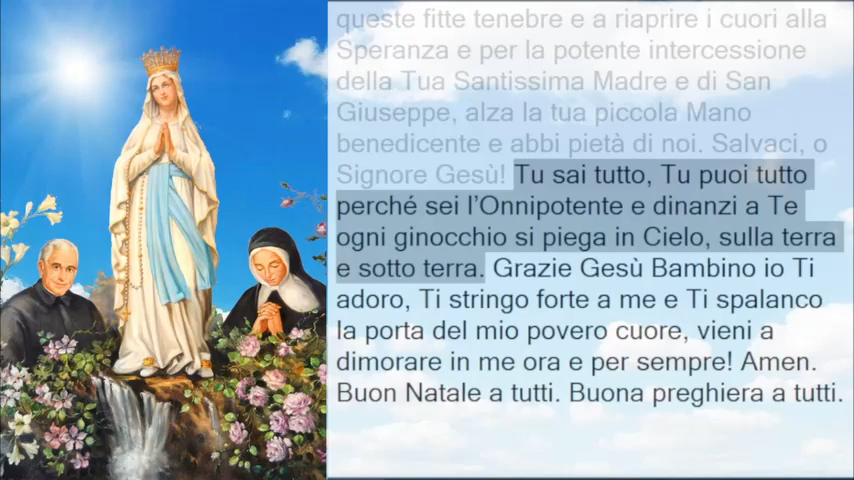 queste fitte tenebre e a riaprire i cuori alla
Speranza e per la potente intercessione
della Tua Santissima Madre e di San
Giuseppe, alza la tua piccola Mano
benedicente e abbi pietà di noi. Salvaci, o
Signore Gesù! Tu sai tutto, Tu puoi tutto
perché sei l’Onnipotente e dinanzi a Te
ogni ginocchio si piega in Cielo, sulla terra
e sotto terra. Grazie Gesù Bambino io Ti
adoro, Ti stringo forte a me e Ti spalanco
la porta del mio povero cuore, vieni a
dimorare in me ora e per sempre! Amen.
Buon Natale a tutti. Buona preghiera a tutti.